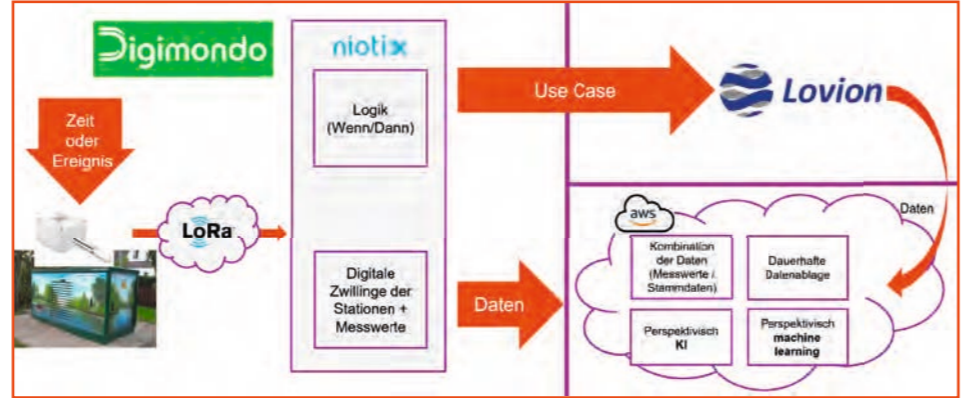 Digimondo
niotix
Zeit
oder
Ereignis
LoRa
Logik
(Wenn/Dann)
Digitale
Zwillinge der
Stationen +
Messwerte
Use Case
Lovion
Daten
Daten
aws
Kombination
der Daten
(Messwerte /
Stammdaten)
Dauerhafte
Datenablage
Perspektivisch
KI
Perspektivisch
machine
learning